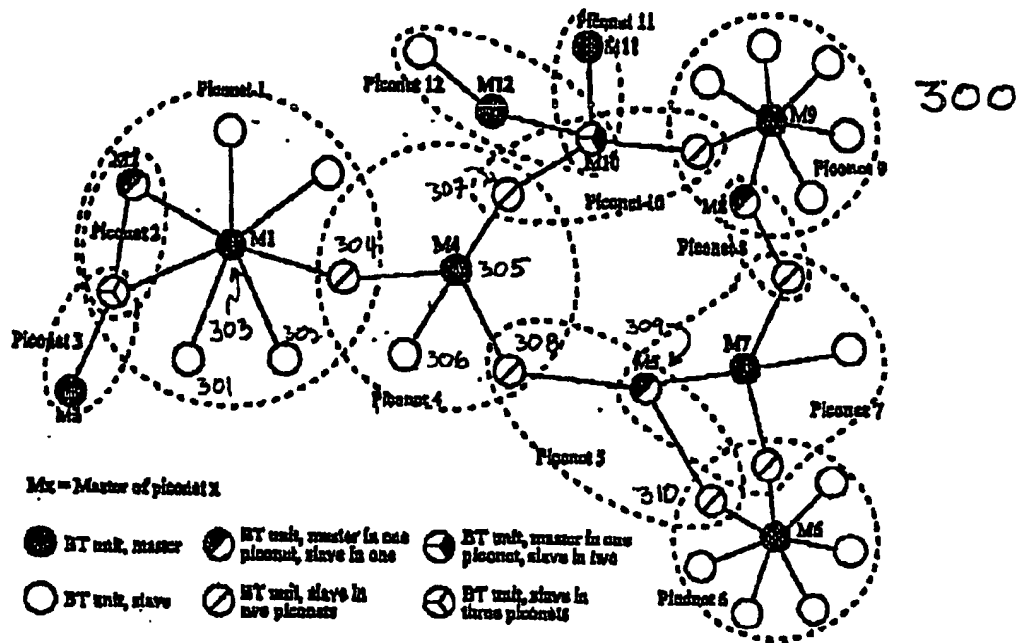 300
Piconet 11
M11
Piconet 12
M12
Piconet 1
M10
M9
Piconet 9
M2
Piconet 2
M1
303
304
307
Piconet 10
M8
Piconet 8
M4
305
306
Piconet 4
302
301
Piconet 3
M3
308
309
M5
M7
Piconet 7
Piconet 5
310
M6
Piconet 6
Mx = Master of piconet x
BT unit, master
BT unit, master in one piconet, slave in one
BT unit, master in one piconet, slave in two
BT unit, slave
BT unit, slave in two piconets
BT unit, slave in three piconets